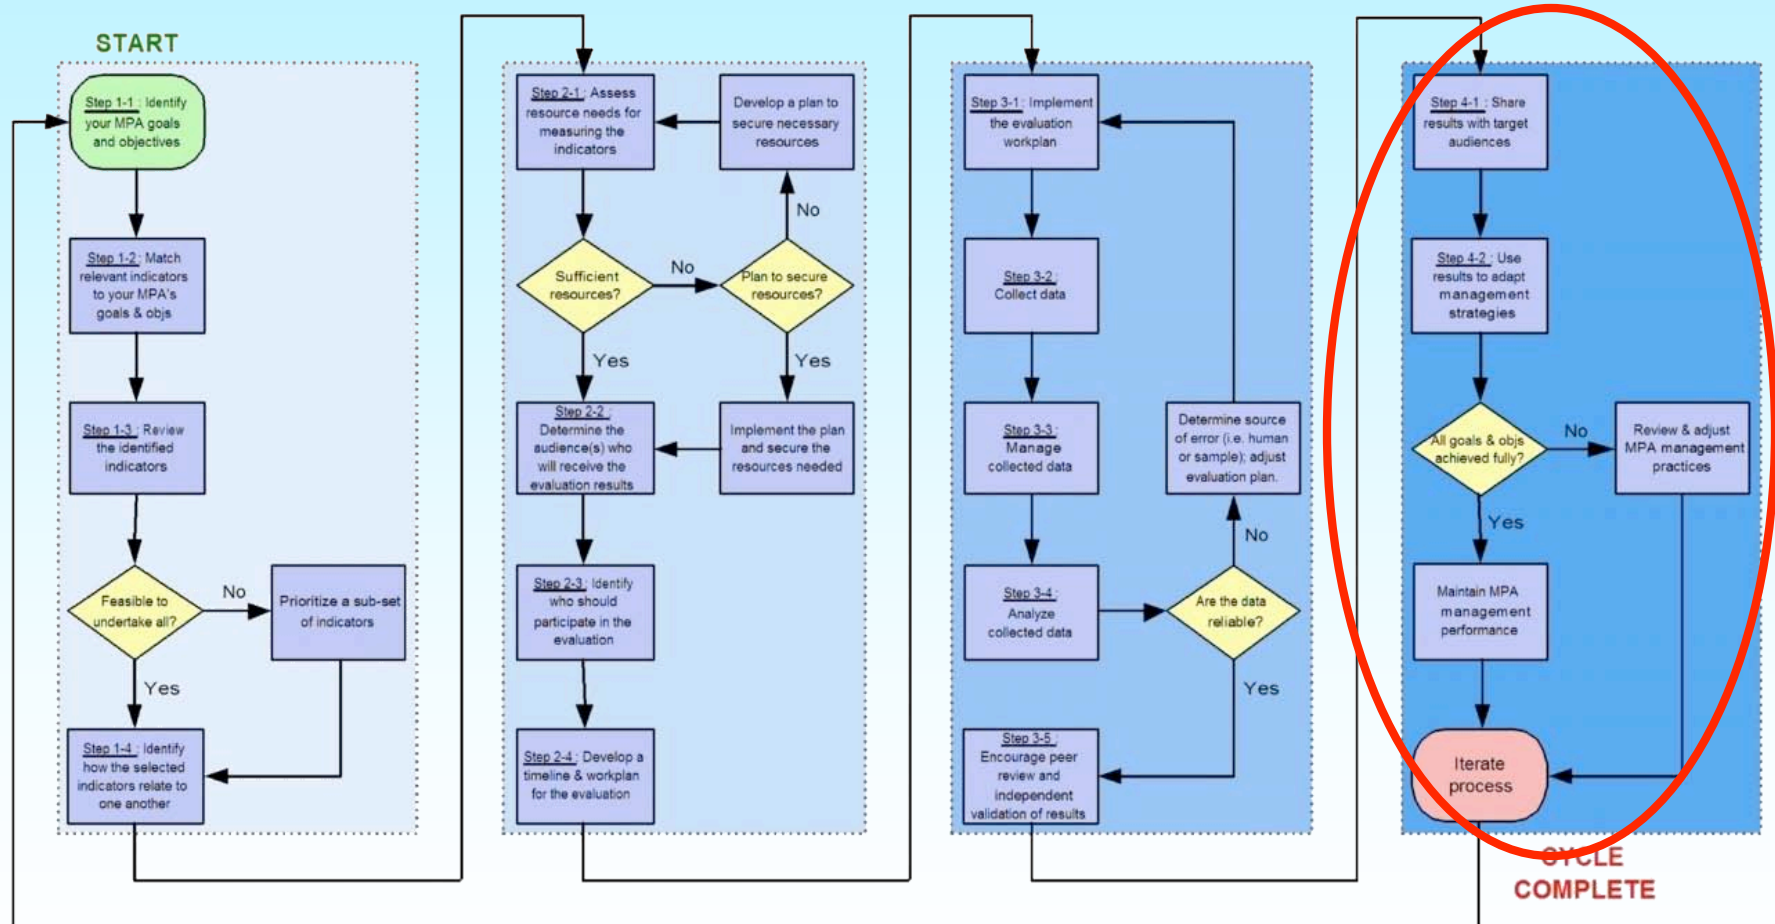 START
Step 1-1 : Identify
your MPA goals
and objectives
Step 1-2: Match
relevant indicators
to your MPA's
goals & objs
Step 1-3 : Review
the identified
indicators
Feasible to
undertake all?
No
Prioritize a sub-set
of indicators
Yes
Step 1-4 : Identify
how the selected
indicators relate to
one another
Step 2-1 : Assess
resource needs for
measuring the
indicators
Develop a plan to
secure necessary
resources
No
Sufficient
resources?
No
Plan to secure
resources?
Yes
Yes
Step 2-2 :
Determine the
audience(s) who
will receive the
evaluation results
Implement the plan
and secure the
resources needed
Step 2-3 : Identify
who should
participate in the
evaluation
Step 2-4 : Develop a
timeline & workplan
for the evaluation
Step 3-1 : Implement
the evaluation
workplan
Step 3-2 :
Collect data
Step 3-3 :
Manage
collected data
Determine source
of error (i.e. human
or sample); adjust
evaluation plan.
No
Step 3-4 :
Analyze
collected data
Are the data
reliable?
Yes
Step 3-5 :
Encourage peer
review and
independent
validation of results
Step 4-1 : Share
results with target
audiences
Step 4-2 : Use
results to adapt
management
strategies
All goals & objs
achieved fully?
No
Review & adjust
MPA management
practices
Yes
Maintain MPA
management
performance
Iterate
process
CYCLE
COMPLETE